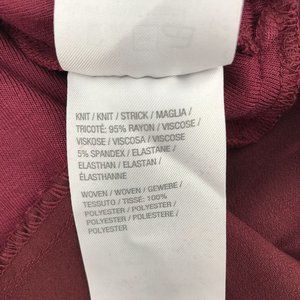 KNIT / KNIT / STRICK / MAGLIA /
TRICOTÉ: 95% RAYON / VISCOSE /
VISKOSE / VISCOSA / VISCOSE
5% SPANDEX / ELASTANE /
ELASTHAN / ELASTAN /
ÉLASTHANNE
WOVEN / WOVEN / GEWEBE /
TESSUTO / TISSÉ: 100%
POLYESTER / POLYESTER /
POLYESTER / POLIESTERE /
POLYESTER